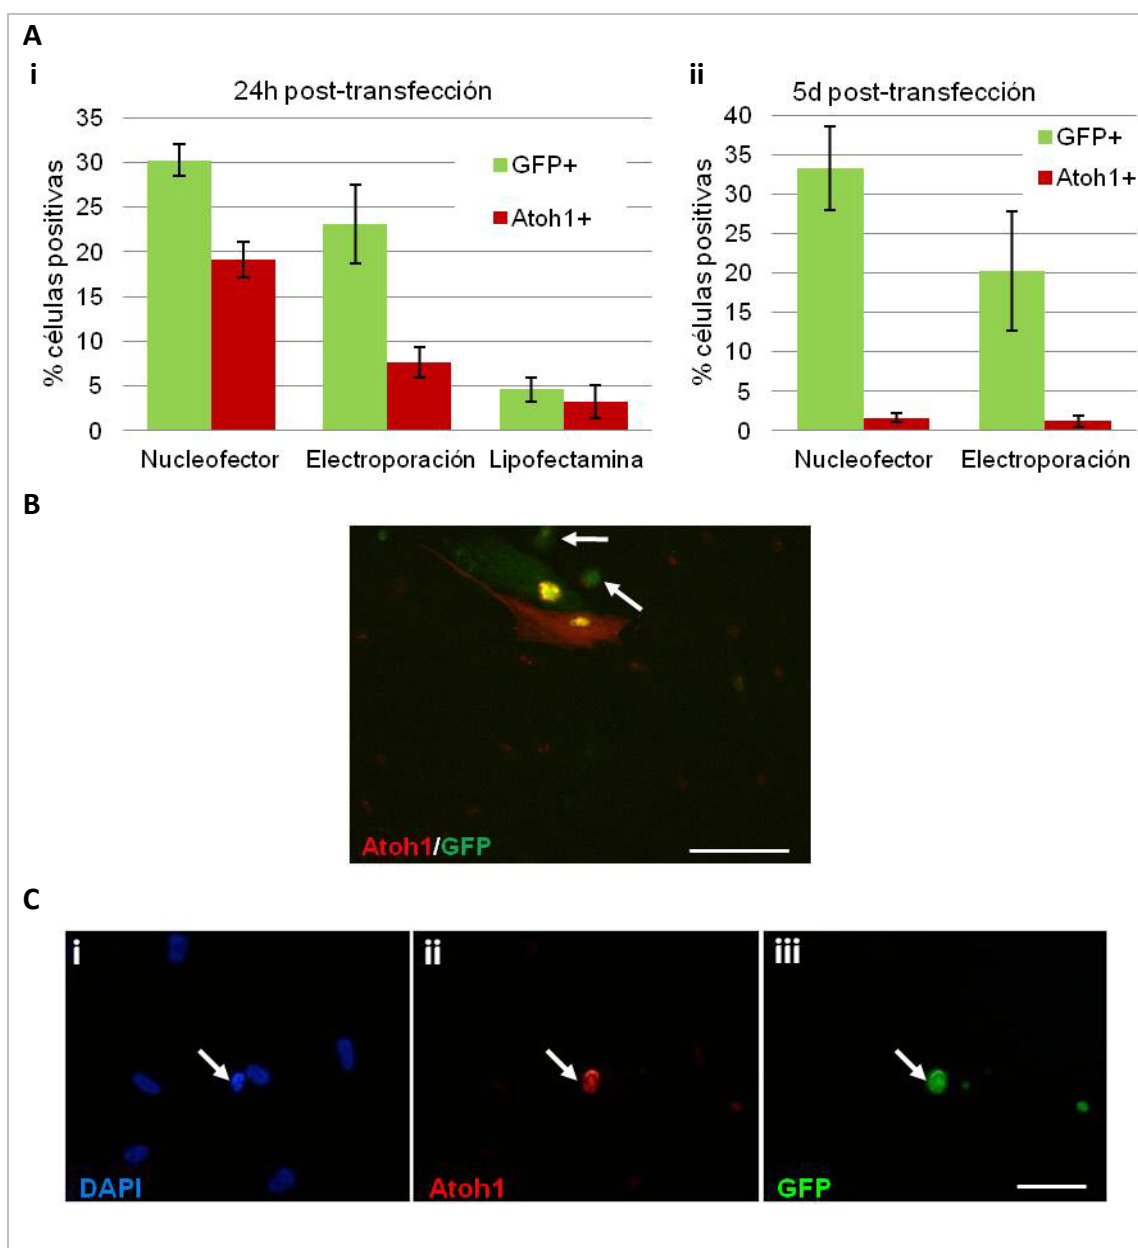 A
i
24h post-transfección
35
30
25
20
15
10
5
0
% células positivas
GFP+
Atoh1+
Nucleofector Electroporación Lipofectamina
ii
5d post-transfección
40
35
30
25
20
15
10
5
0
% células positivas
GFP+
Atoh1+
Nucleofector Electroporación
B
Atoh1/GFP
C
i
DAPI
ii
Atoh1
iii
GFP